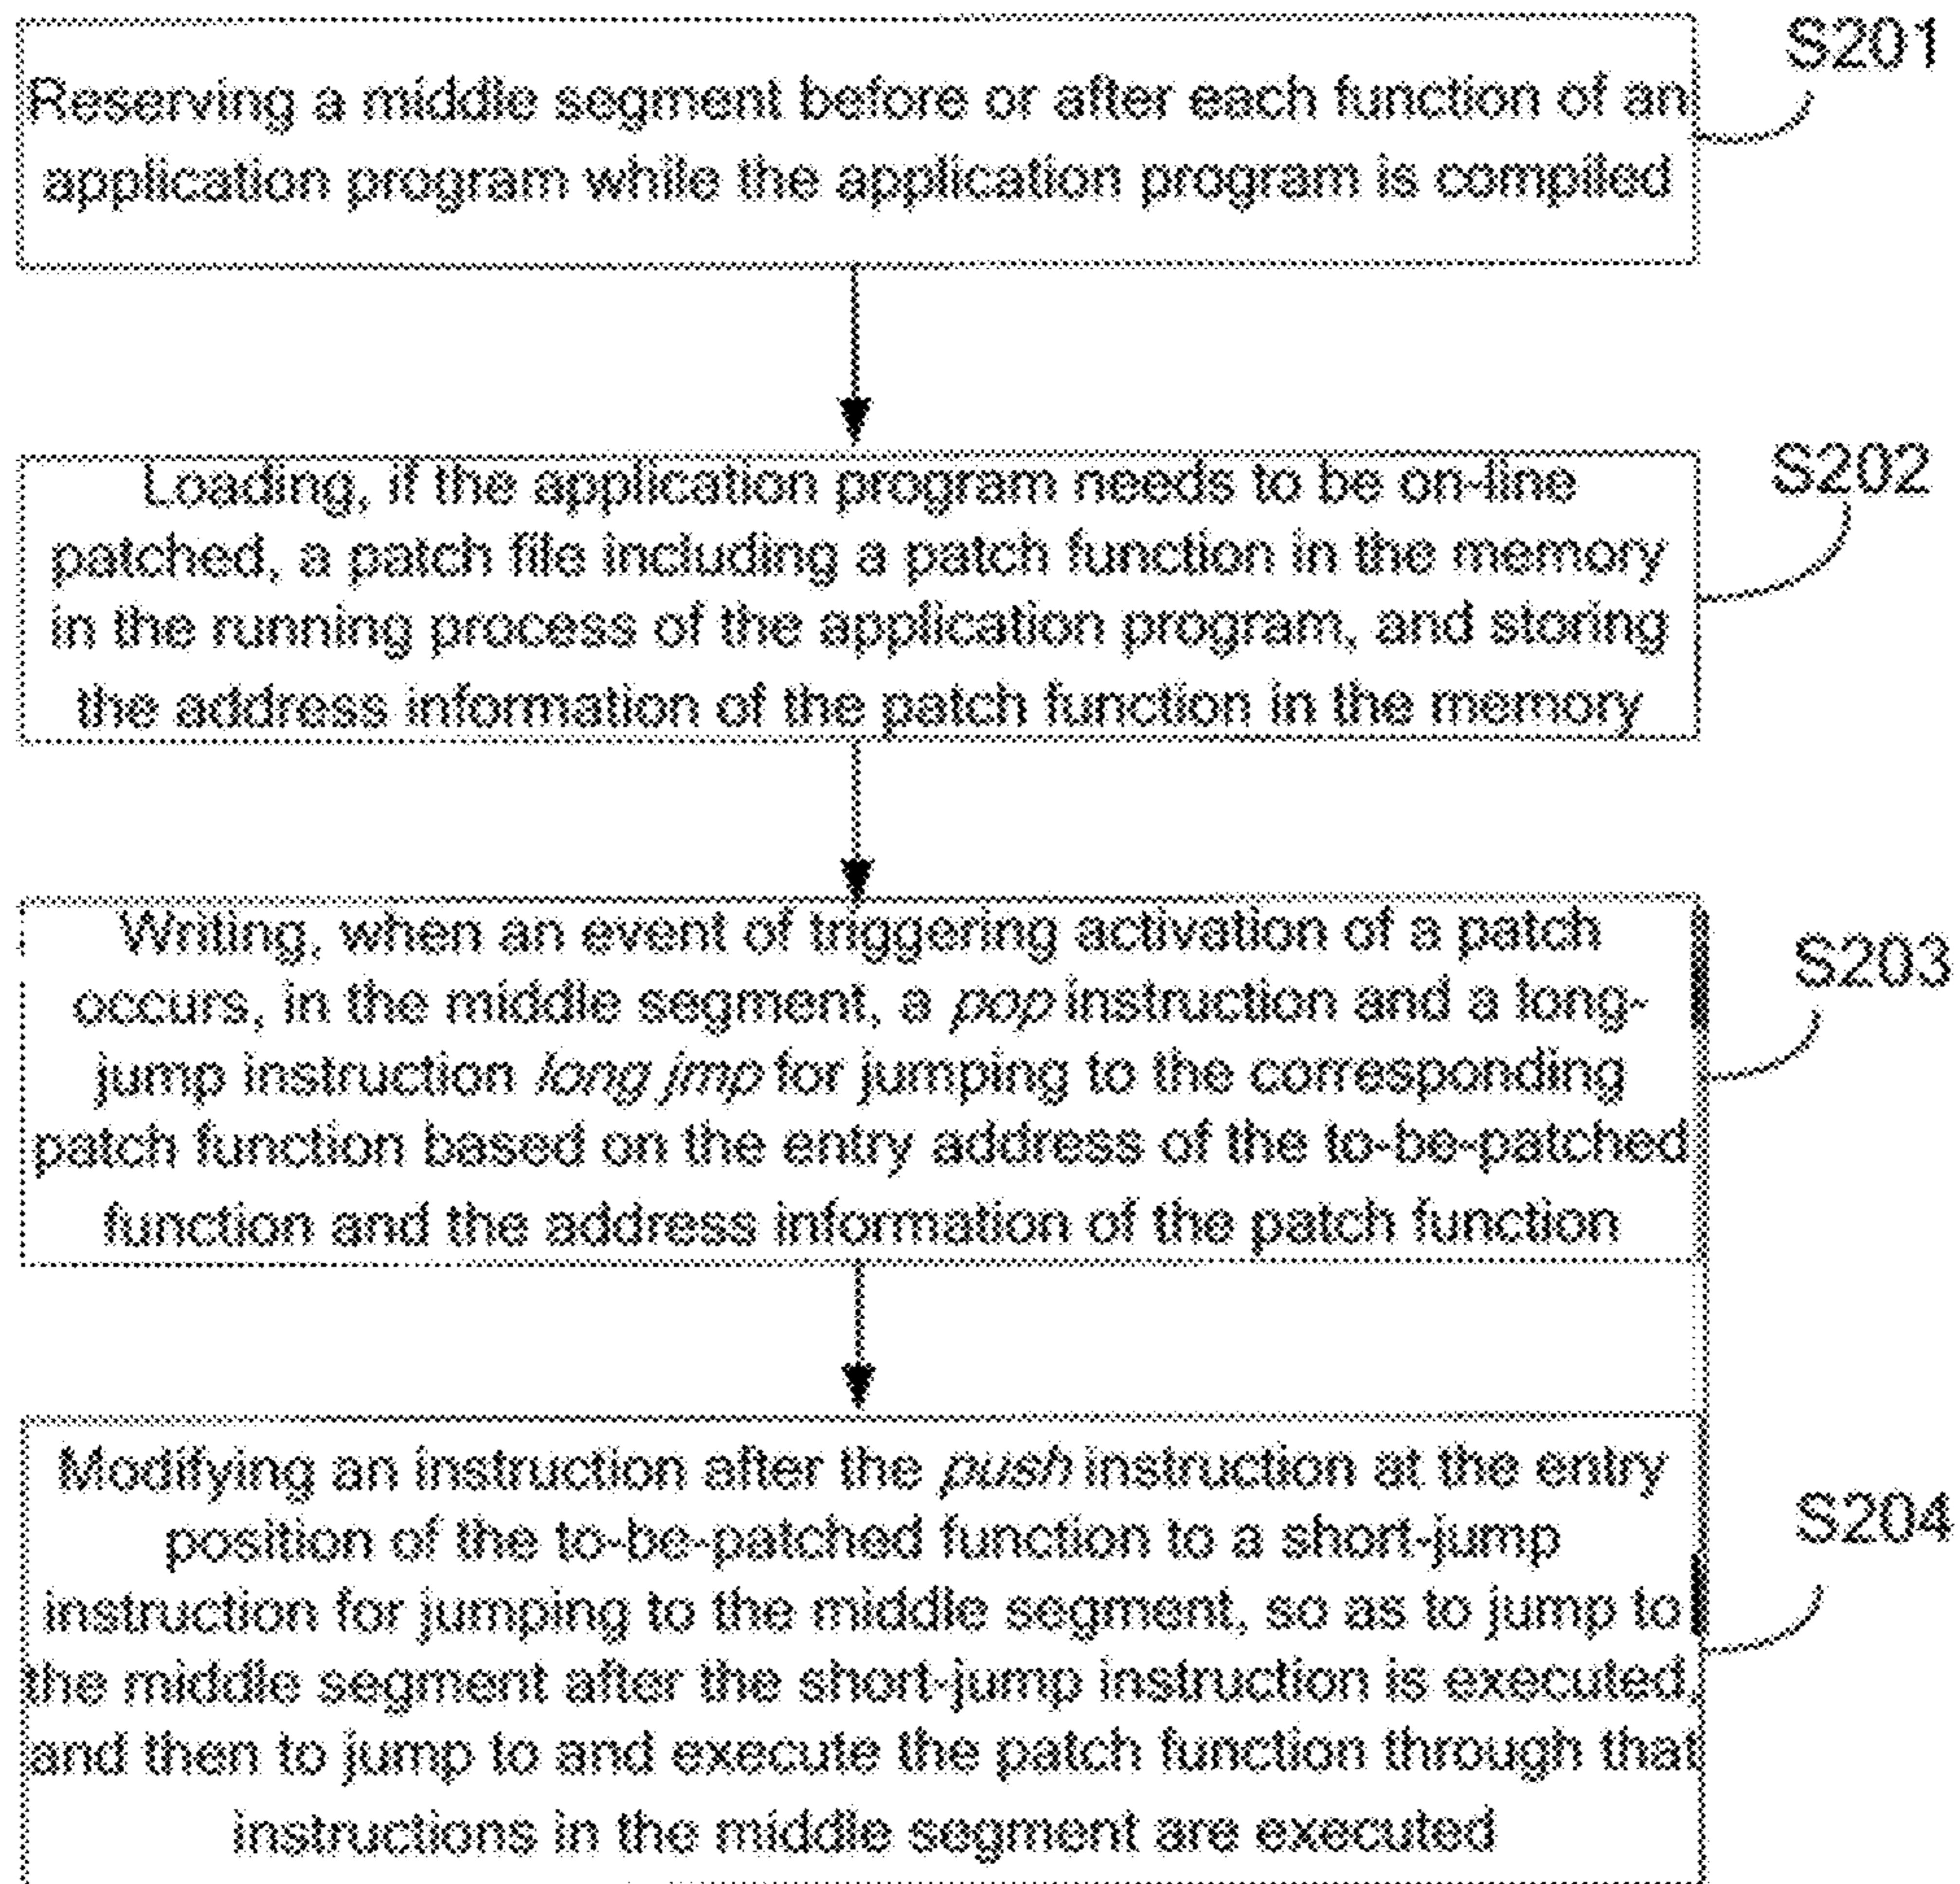 S201
Reserving a middle segment before or after each function of an
application program while the application program is compiled
S202
Loading, if the application program needs to be on-line
patched, a patch file including a patch function in the memory
in the running process of the application program, and storing
the address information of the patch function in the memory
S203
Writing, when an event of triggering activation of a patch
occurs, in the middle segment, a pop instruction and a long-
jump instruction long jmp for jumping to the corresponding
patch function based on the entry address of the to-be-patched
function and the address information of the patch function
S204
Modifying an instruction after the push instruction at the entry
position of the to-be-patched function to a short-jump
instruction for jumping to the middle segment, so as to jump to
the middle segment after the short-jump instruction is executed,
and then to jump to and execute the patch function through that
instructions in the middle segment are executed